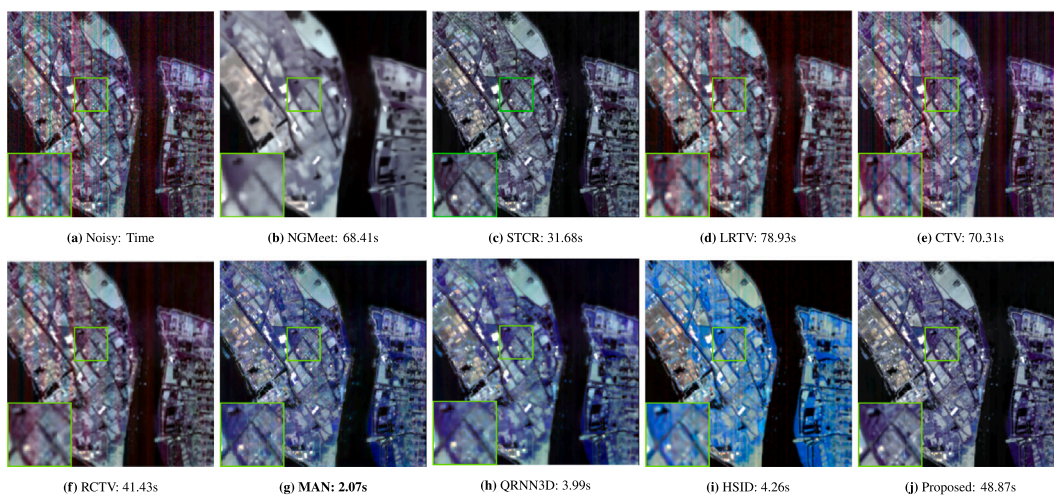 (a) Noisy: Time
(b) NGMeet: 68.41s
(c) STCR: 31.68s
(d) LRTV: 78.93s
(e) CTV: 70.31s
(f) RCTV: 41.43s
(g) MAN: 2.07s
(h) QRNN3D: 3.99s
(i) HSID: 4.26s
(j) Proposed: 48.87s